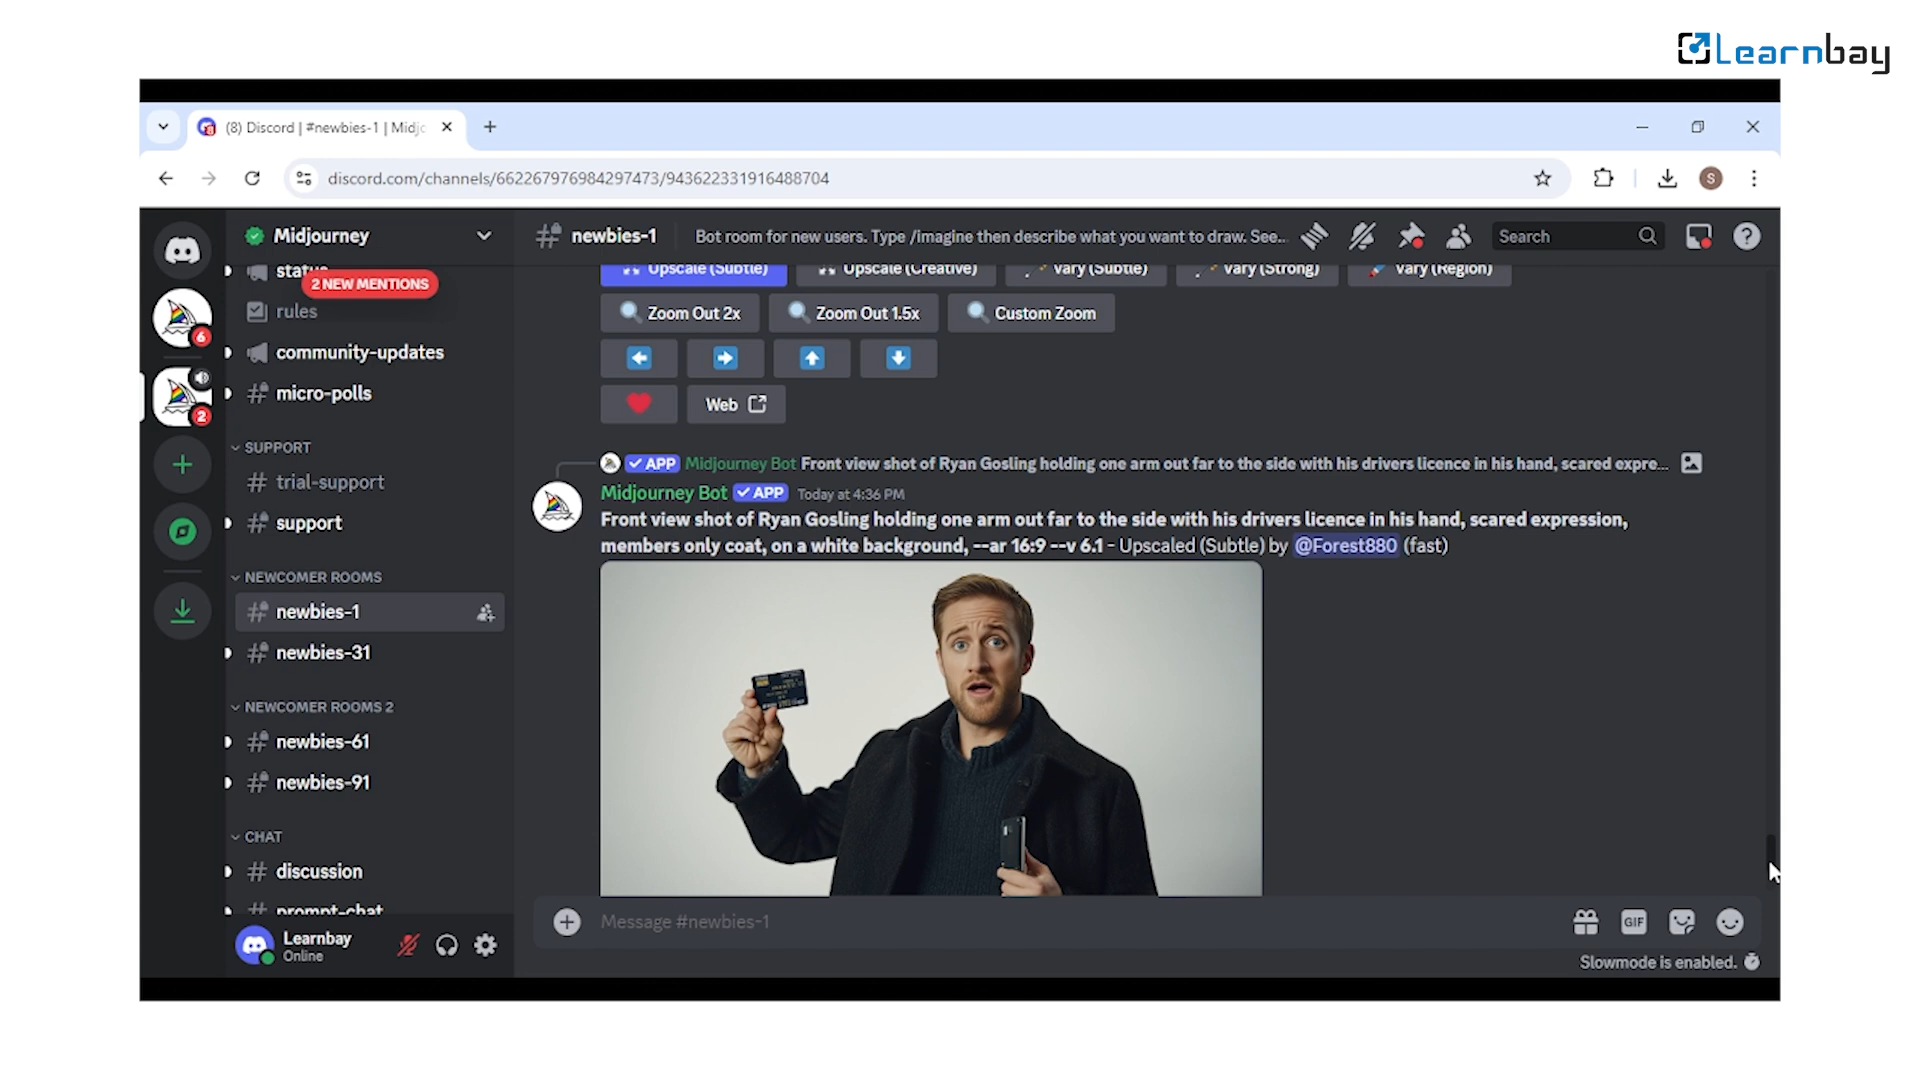 Learnbay
(8) Discord | #newbies-1 | Midjo
discord.com/channels/662267976984297473/943622331916488704
S
Midjourney
newbies-1
Bot room for new users. Type /imagine then describe what you want to draw. See...
Search
status
2 NEW MENTIONS
rules
community-updates
micro-polls
SUPPORT
trial-support
support
NEWCOMER ROOMS
newbies-1
newbies-31
NEWCOMER ROOMS 2
newbies-61
newbies-91
CHAT
discussion
prompt-chat
6
2
Learnbay
Online
Upscale (Subtle)
Upscale (Creative)
Vary (Subtle)
Vary (Strong)
Vary (Region)
Zoom Out 2x
Zoom Out 1.5x
Custom Zoom
Web
APP Midjourney Bot Front view shot of Ryan Gosling holding one arm out far to the side with his drivers licence in his hand, scared expre...
Midjourney Bot APP Today at 4:36 PM
Front view shot of Ryan Gosling holding one arm out far to the side with his drivers licence in his hand, scared expression,
members only coat, on a white background, --ar 16:9 --v 6.1 - Upscaled (Subtle) by @Forest880 (fast)
Message #newbies-1
GIF
Slowmode is enabled.